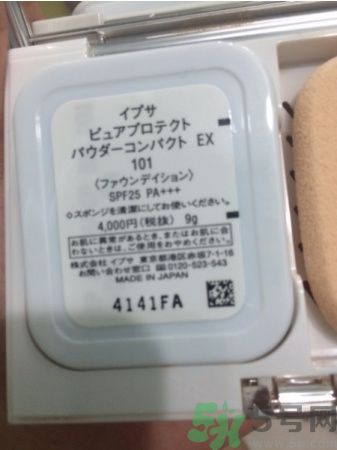 イプサ
ピュアプロテクト
パウダーコンパクト EX
101
〈ファウンデイション〉
SPF25 PA+++
◇スポンジを清潔にしてお使いください。
4,000円(税抜) 9g
お肌に異常があるとき、またはお肌に合
わないときは、ご使用をおやめください。
株式会社 イプサ 東京都港区赤坂7-1-16
お問い合わせ窓口 0120-523-543
MADE IN JAPAN
4141FA
5号网